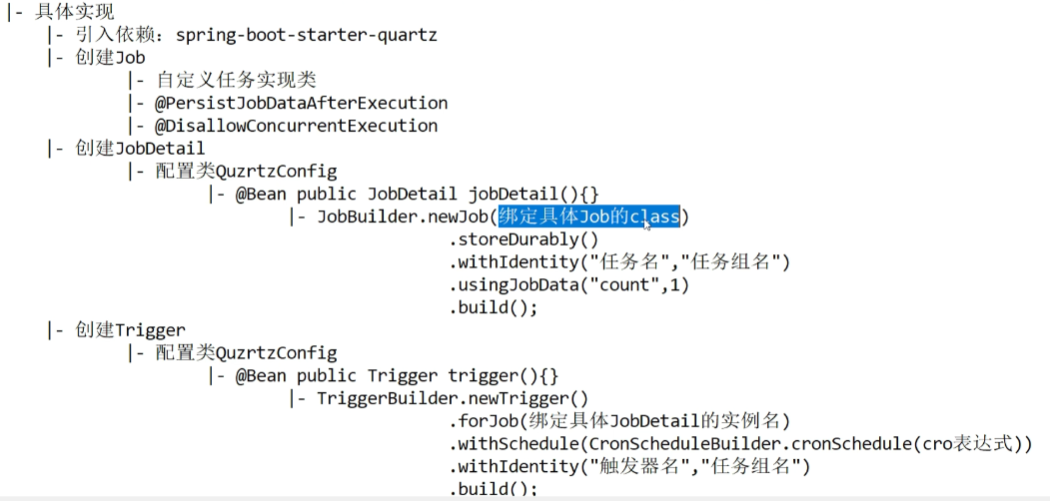 |- 具体实现
|- 引入依赖：spring-boot-starter-quartz
|- 创建Job
|- 自定义任务实现类
|- @PersistJobDataAfterExecution
|- @DisallowConcurrentExecution
|- 创建JobDetail
|- 配置类QuzrtzConfig
|- @Bean public JobDetail jobDetail(){}
|- JobBuilder.newJob(绑定具体Job的class)
.storeDurably()
.withIdentity("任务名","任务组名")
.usingJobData("count",1)
.build();
|- 创建Trigger
|- 配置类QuzrtzConfig
|- @Bean public Trigger trigger(){}
|- TriggerBuilder.newTrigger()
.forJob(绑定具体JobDetail的实例名)
.withSchedule(CronScheduleBuilder.cronSchedule(cro表达式))
.withIdentity("触发器名","任务组名")
.build();